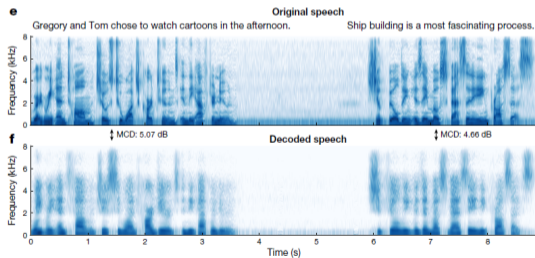 e Original speech
Gregory and Tom chose to watch cartoons in the afternoon. Ship building is a most fascinating process.
8
6
4
2
0
Frequency (kHz)
MCD: 5.07 dB MCD: 4.66 dB
f Decoded speech
8
6
4
2
0
Frequency (kHz)
0 1 2 3 4 5 6 7 8
Time (s)